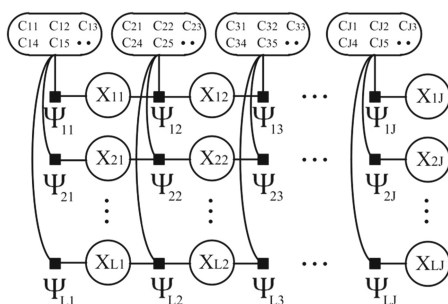 C11 C12 C13 C21 C22 C23 C31 C32 C33 CJ1 CJ2 CJ3
C14 C15 •• C24 C25 •• C34 C35 •• CJ4 CJ5 ••
X11 X12 ••• X1J
Ψ11 Ψ12 Ψ13 Ψ1J
X21 X22 ••• X2J
Ψ21 Ψ22 Ψ23 Ψ2J
XL1 XL2 ••• XLJ
ΨL1 ΨL2 ΨL3 ΨLJ